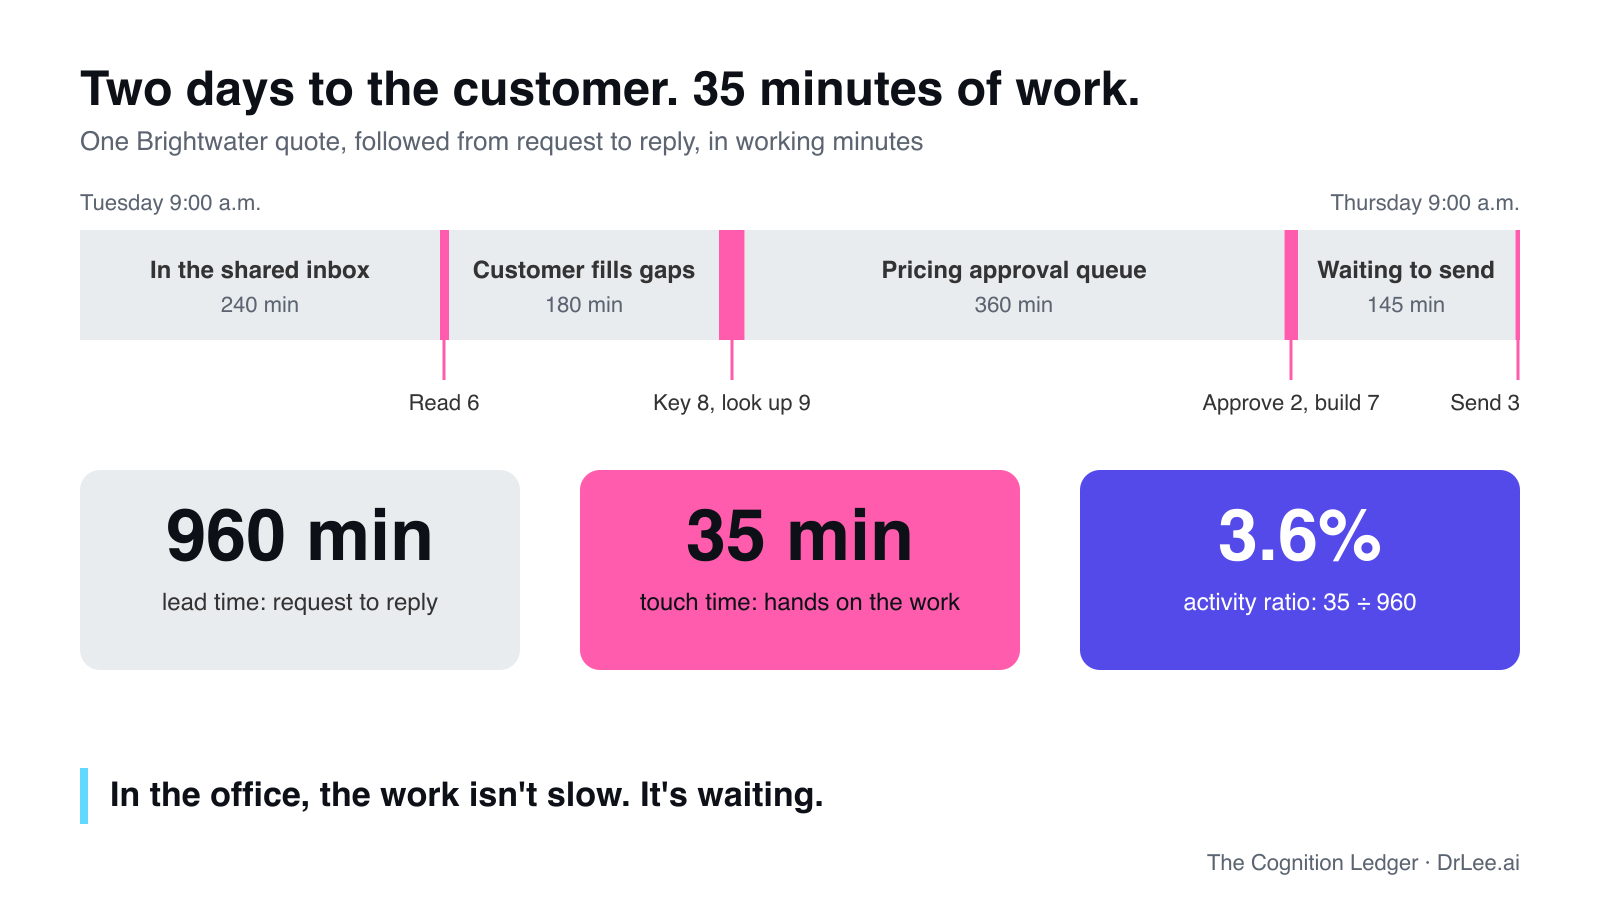 Two days to the customer. 35 minutes of work.
One Brightwater quote, followed from request to reply, in working minutes
Tuesday 9:00 a.m.
Thursday 9:00 a.m.
In the shared inbox
240 min
Customer fills gaps
180 min
Pricing approval queue
360 min
Waiting to send
145 min
Read 6
Key 8, look up 9
Approve 2, build 7
Send 3
960 min
lead time: request to reply
35 min
touch time: hands on the work
3.6%
activity ratio: 35 ÷ 960
In the office, the work isn't slow. It's waiting.
The Cognition Ledger · DrLee.ai